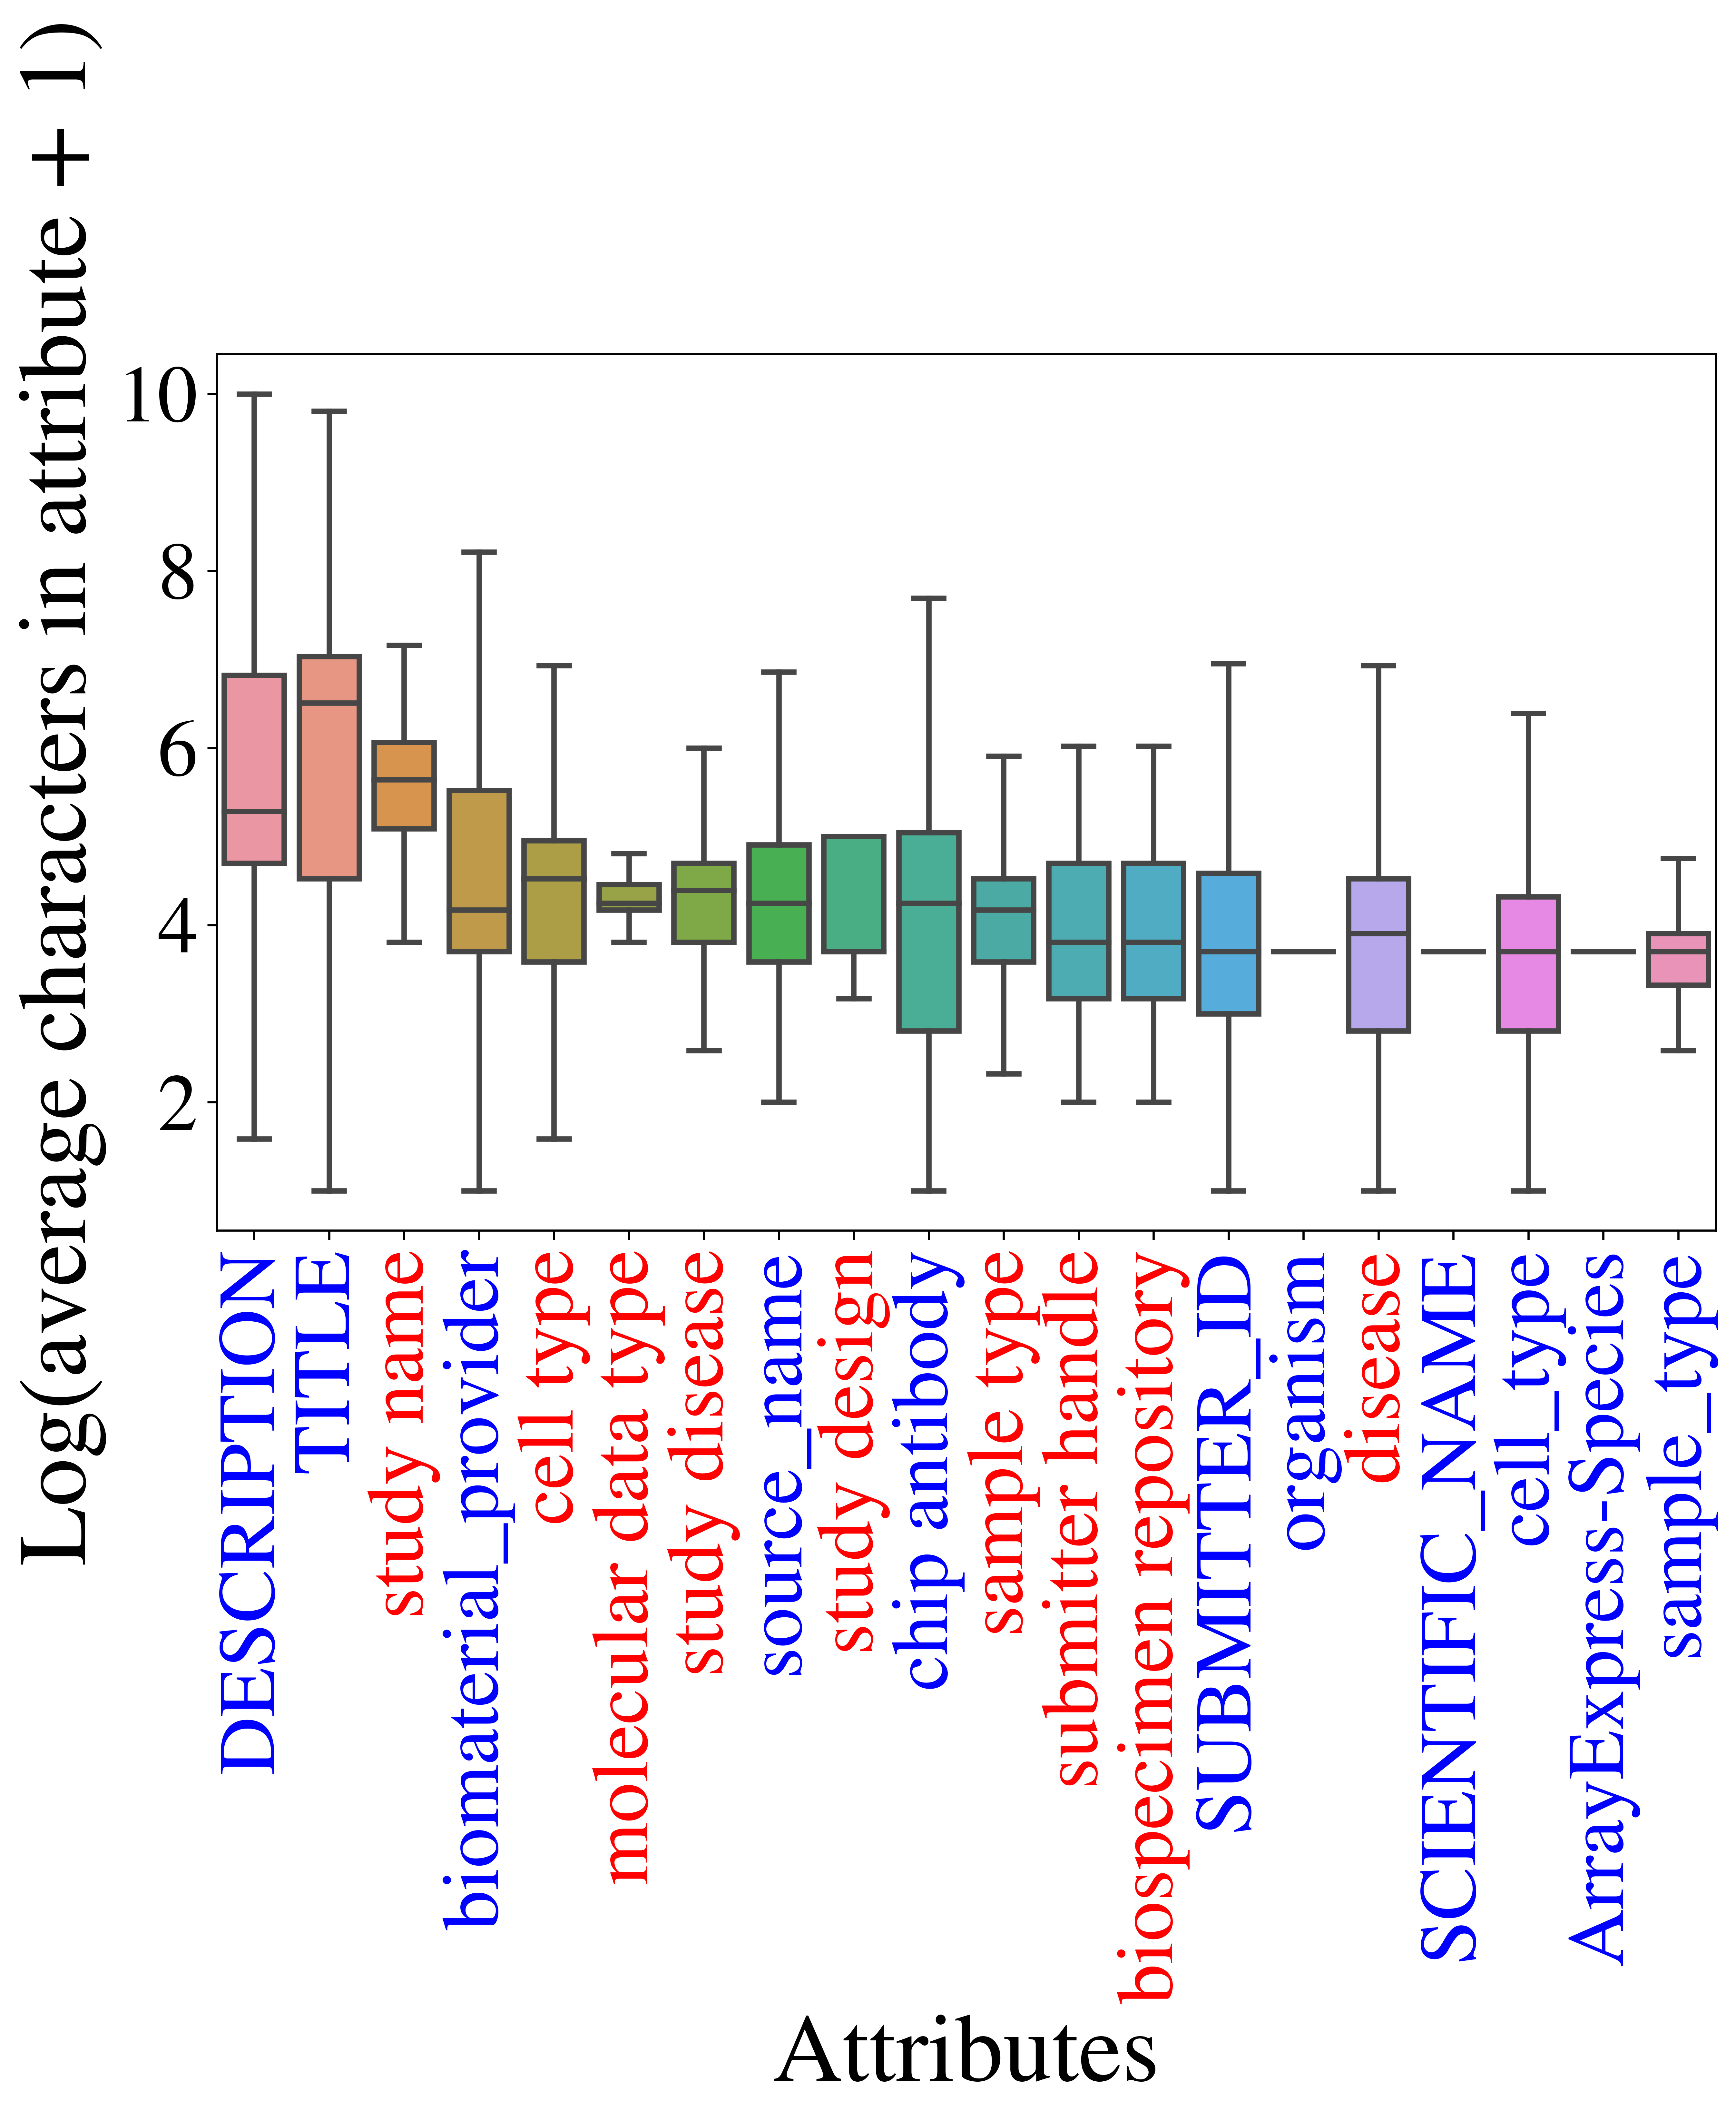 Log(average characters in attribute + 1)
10
8
6
4
2
DESCRIPTION
TITLE
study name
biomaterial_provider
cell type
molecular data type
study disease
source_name
study design
chip antibody
sample type
submitter handle
biospecimen repository
SUBMITTER_ID
organism
disease
SCIENTIFIC_NAME
cell_type
ArrayExpress-Species
sample_type
Attributes